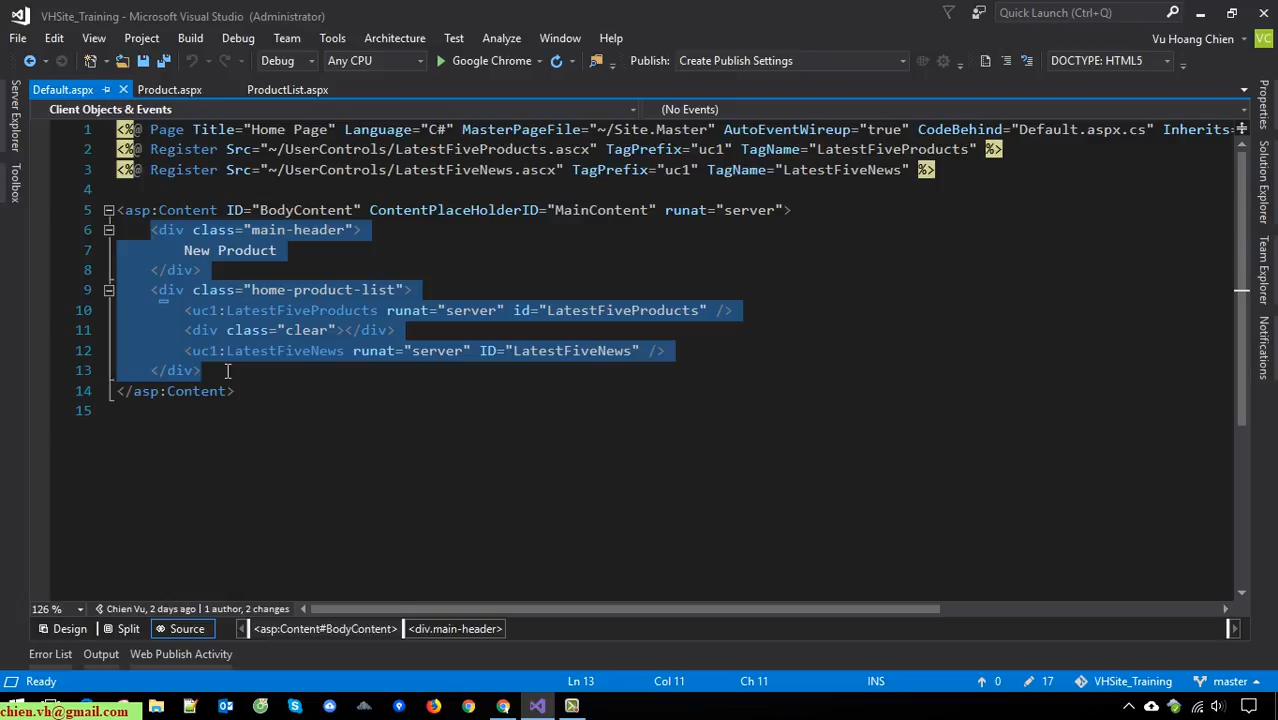 VHSite_Training - Microsoft Visual Studio (Administrator)
Quick Launch (Ctrl+Q)
File Edit View Project Build Debug Team Tools Architecture Test Analyze Window Help
Vu Hoang Chien VC
Debug Any CPU Google Chrome Publish: Create Publish Settings DOCTYPE: HTML5
Default.aspx Product.aspx ProductList.aspx
Client Objects & Events (No Events)
1 <%@ Page Title="Home Page" Language="C#" MasterPageFile="~/Site.Master" AutoEventWireup="true" CodeBehind="Default.aspx.cs" Inherits=
2 <%@ Register Src="~/UserControls/LatestFiveProducts.ascx" TagPrefix="uc1" TagName="LatestFiveProducts" %>
3 <%@ Register Src="~/UserControls/LatestFiveNews.ascx" TagPrefix="uc1" TagName="LatestFiveNews" %>
4
5 <asp:Content ID="BodyContent" ContentPlaceHolderID="MainContent" runat="server">
6 <div class="main-header">
7 New Product
8 </div>
9 <div class="home-product-list">
10 <uc1:LatestFiveProducts runat="server" id="LatestFiveProducts" />
11 <div class="clear"></div>
12 <uc1:LatestFiveNews runat="server" ID="LatestFiveNews" />
13 </div>
14 </asp:Content>
15
Server Explorer
Toolbox
Properties
Solution Explorer
Team Explorer
126 % Chien Vu, 2 days ago | 1 author, 2 changes
Design Split Source <asp:Content#BodyContent> <div.main-header>
Error List Output Web Publish Activity
Ready Ln 13 Col 11 Ch 11 INS 0 17 VHSite_Training master
chien.vh@gmail.com